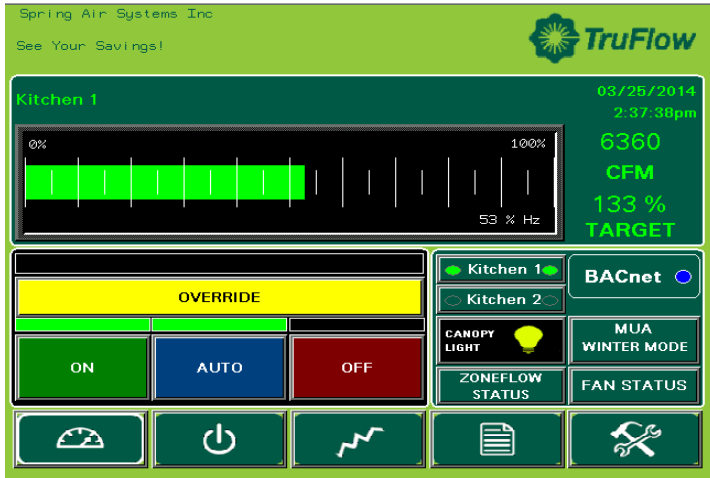 Spring Air Systems Inc
See Your Savings!
TruFlow
Kitchen 1
03/25/2014
2:37:38pm
0%
100%
53 % Hz
6360
CFM
133 %
TARGET
OVERRIDE
ON
AUTO
OFF
Kitchen 1
Kitchen 2
BACnet
CANOPY
LIGHT
MUA
WINTER MODE
ZONEFLOW
STATUS
FAN STATUS